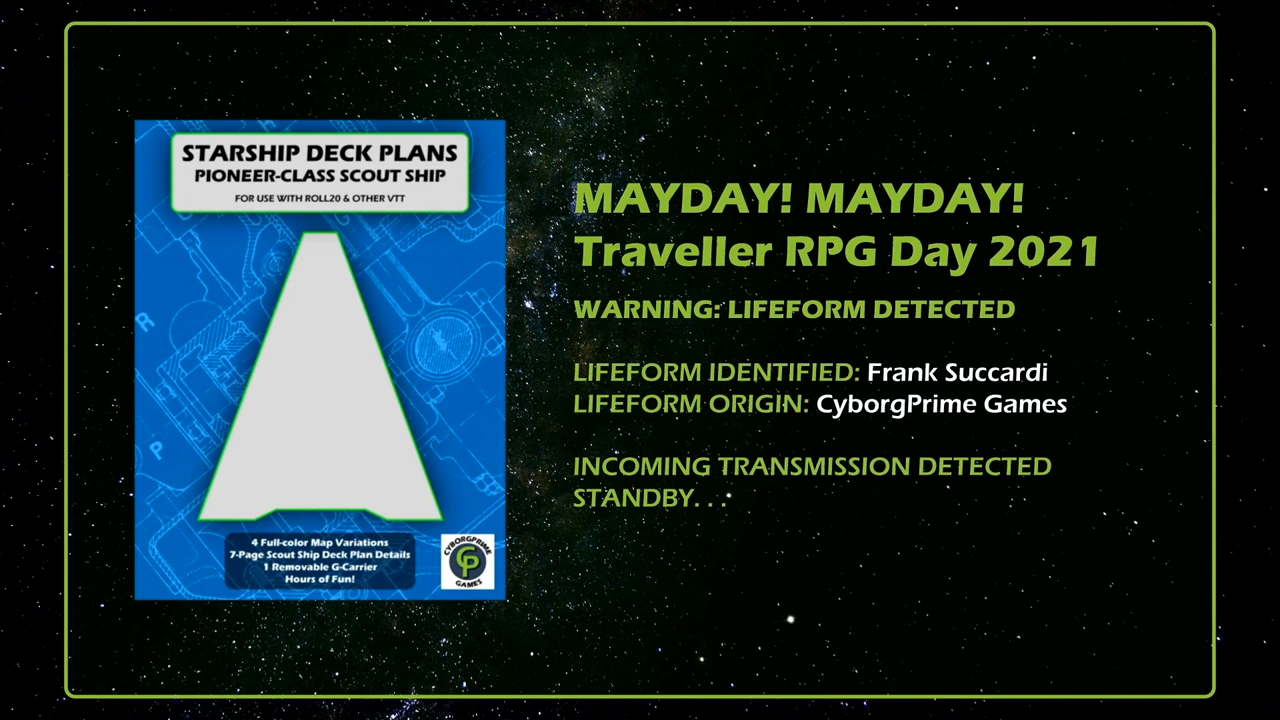 STARSHIP DECK PLANS
PIONEER-CLASS SCOUT SHIP
FOR USE WITH ROLL20 & OTHER VTT
R
P
4 Full-color Map Variations
7-Page Scout Ship Deck Plan Details
1 Removable G-Carrier
Hours of Fun!
CYBORGPRIME
CP
GAMES
MAYDAY! MAYDAY!
Traveller RPG Day 2021
WARNING: LIFEFORM DETECTED
LIFEFORM IDENTIFIED: Frank Succardi
LIFEFORM ORIGIN: CyborgPrime Games
INCOMING TRANSMISSION DETECTED
STANDBY. . .